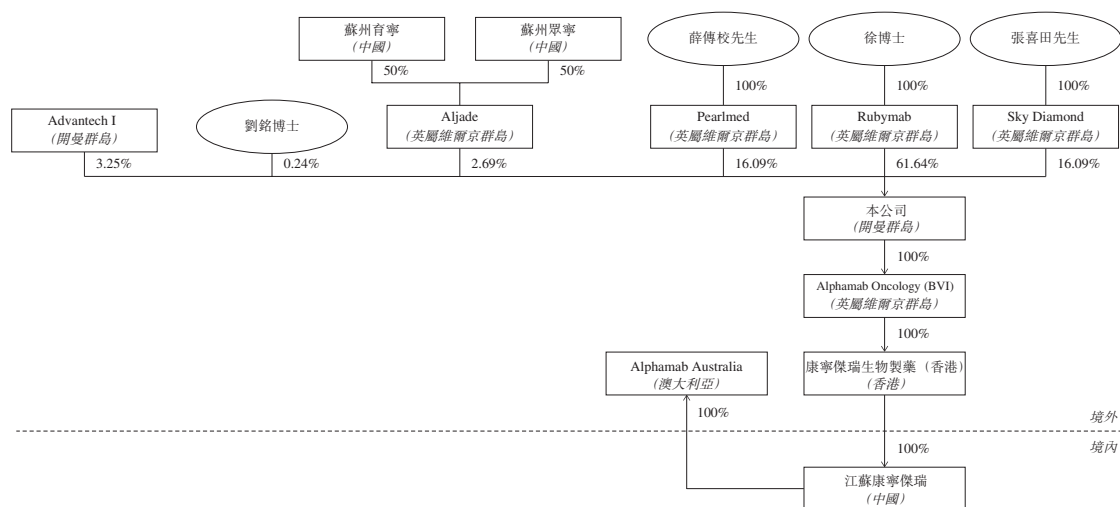 蘇州育寧
(中國)
蘇州眾寧
(中國)
薛傳校先生
徐博士
張喜田先生
50%
50%
100%
100%
100%
Advantech I
(開曼群島)
劉銘博士
Aljade
(英屬維爾京群島)
Pearlmed
(英屬維爾京群島)
Rubymab
(英屬維爾京群島)
Sky Diamond
(英屬維爾京群島)
3.25%
0.24%
2.69%
16.09%
61.64%
16.09%
本公司
(開曼群島)
100%
Alphamab Oncology (BVI)
(英屬維爾京群島)
100%
Alphamab Australia
(澳大利亞)
康寧傑瑞生物製藥(香港)
(香港)
100%
境外
境內
100%
江蘇康寧傑瑞
(中國)